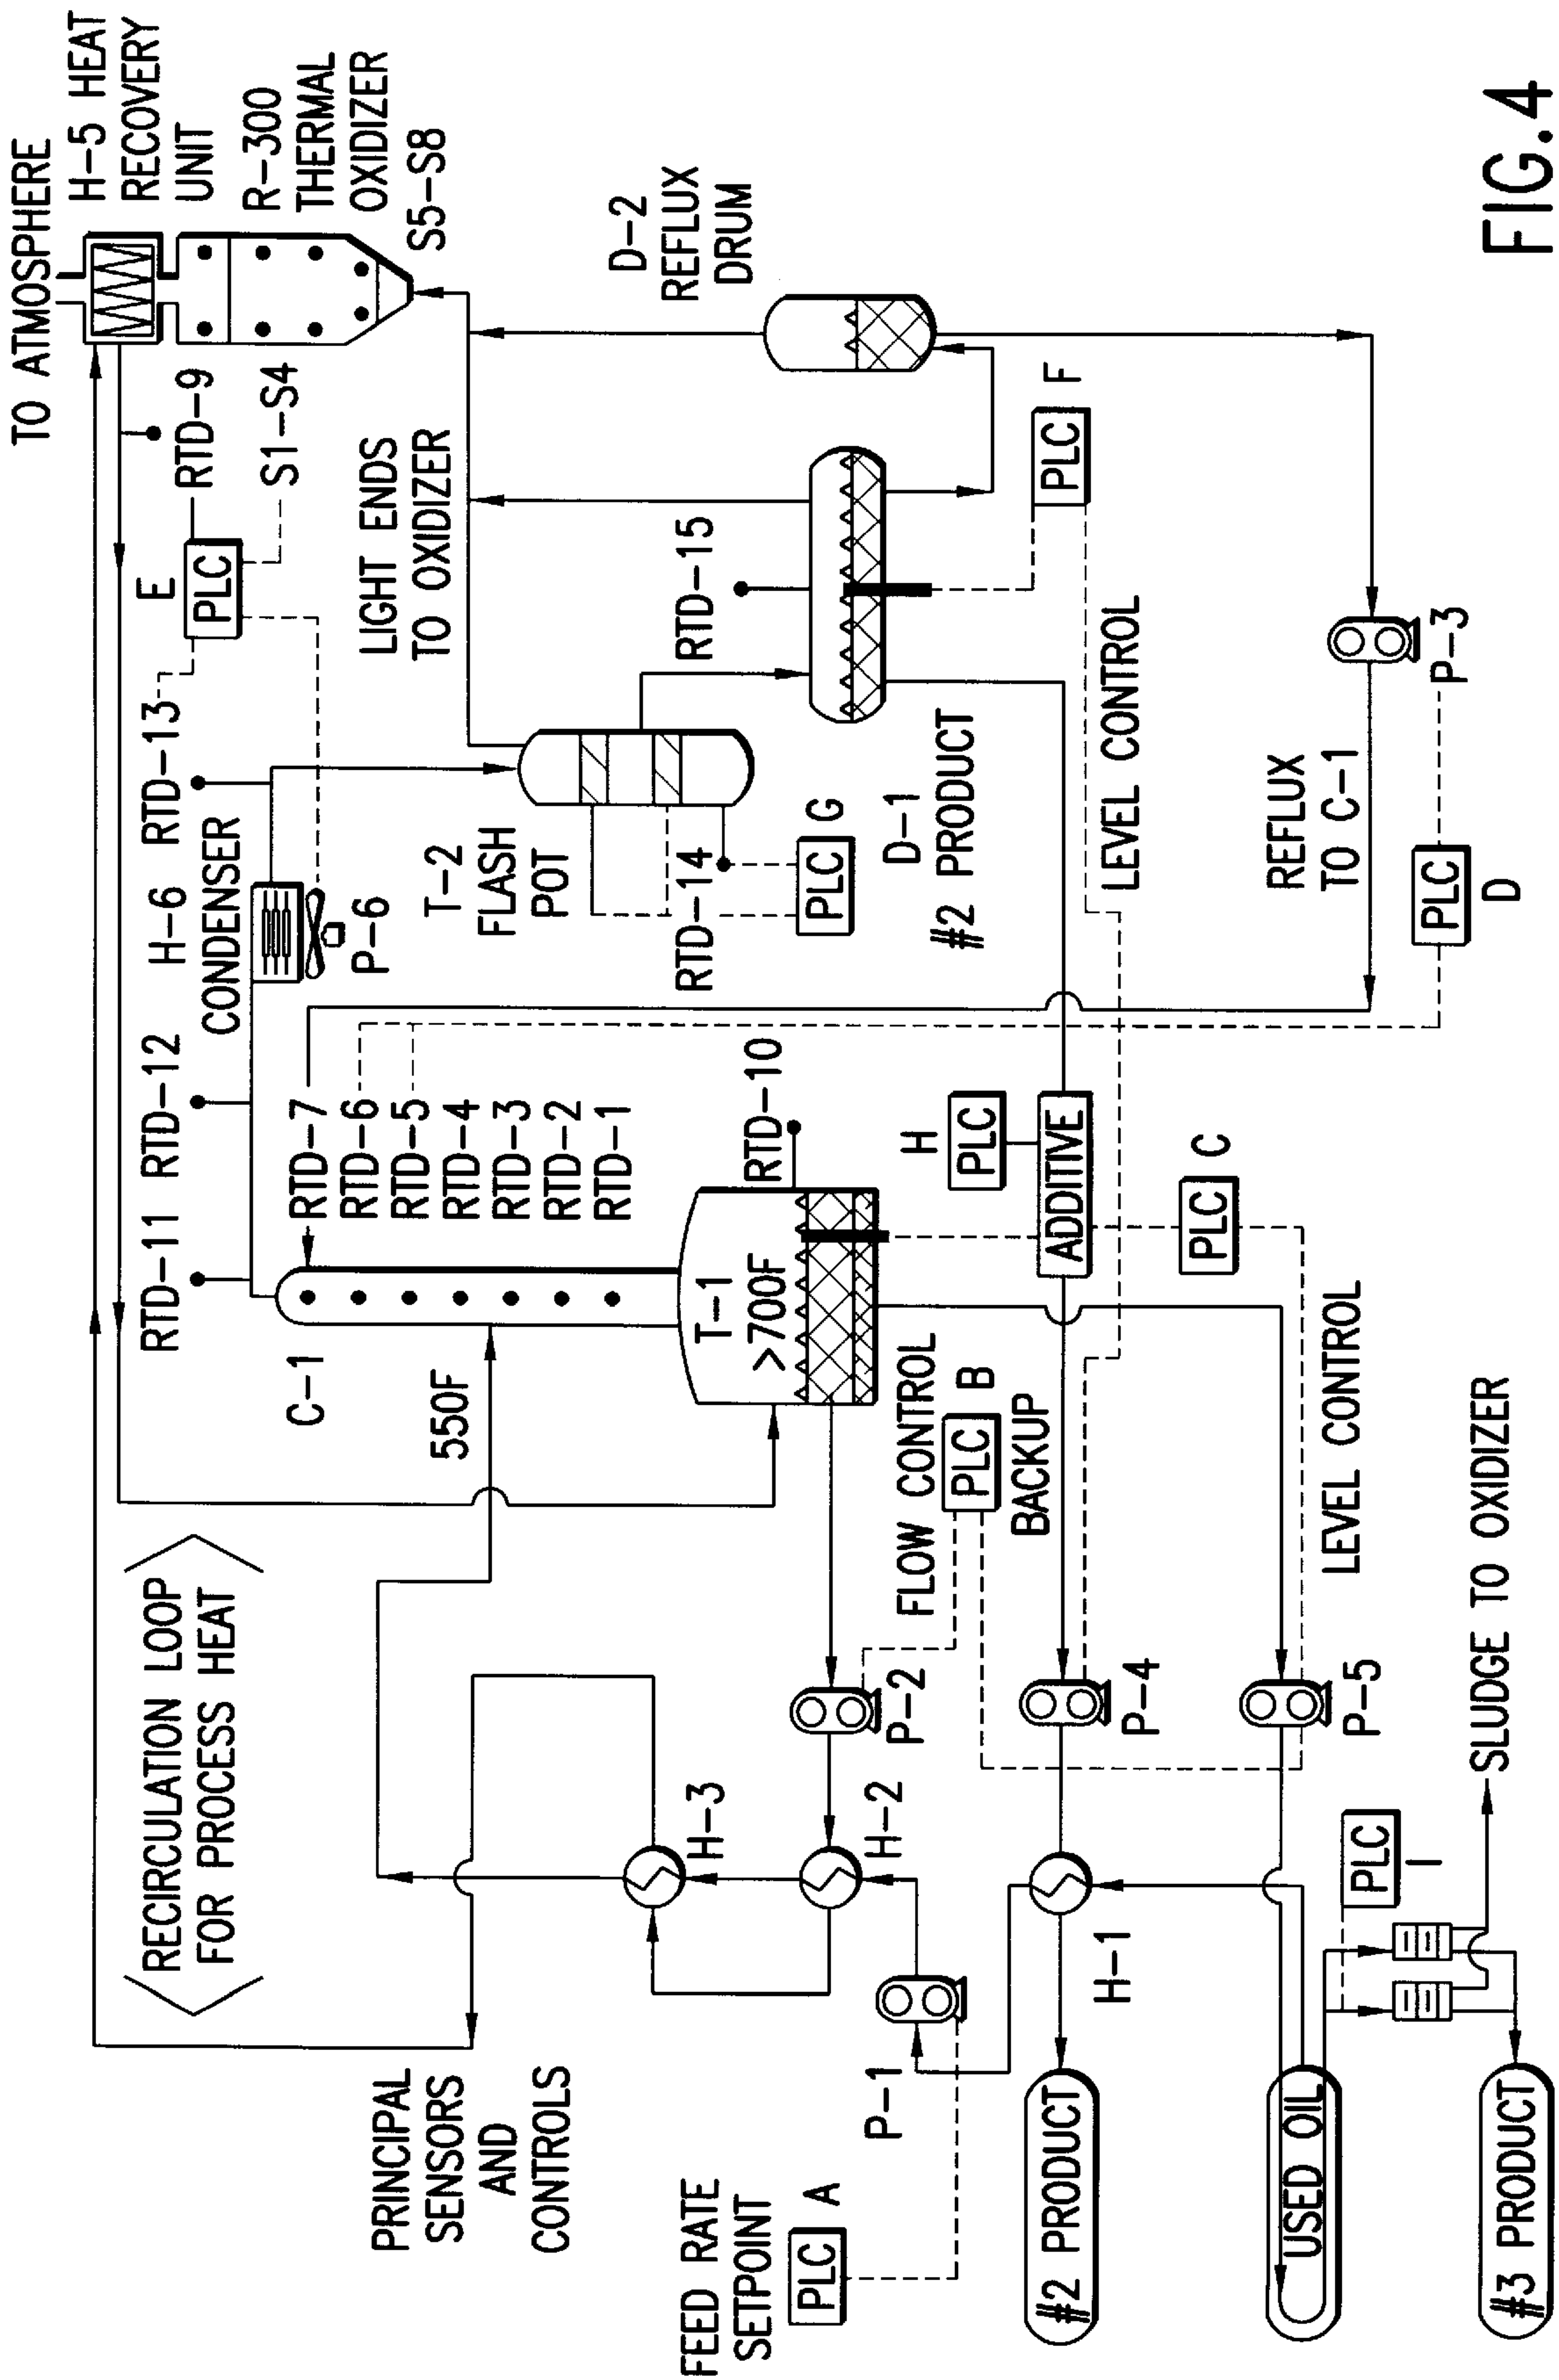 TO ATMOSPHERE
H-5 HEAT
RECOVERY
UNIT
R-300
THERMAL
OXIDIZER
S5-S8
RTD-9
S1-S4
E
PLC
RTD-13
H-6
CONDENSER
P-6
RTD-12
RTD-11
<RECIRCULATION LOOP
FOR PROCESS HEAT>
LIGHT ENDS
TO OXIDIZER
T-2
FLASH
POT
RTD-14
PLC
G
RTD-15
D-2
REFLUX
DRUM
PLC
F
D-1
#2 PRODUCT
LEVEL CONTROL
C-1
550F
RTD-7
RTD-6
RTD-5
RTD-4
RTD-3
RTD-2
RTD-1
T-1
>700F
RTD-10
H
PLC
ADDITIVE
PLC
C
REFLUX
TO C-1
P-3
PLC
D
FLOW CONTROL
PLC
B
BACKUP
P-2
P-4
P-5
LEVEL CONTROL
H-3
H-2
H-1
P-1
PRINCIPAL
SENSORS
AND
CONTROLS
FEED RATE
SETPOINT
PLC
A
#2 PRODUCT
USED OIL
#3 PRODUCT
PLC
I
SLUDGE TO OXIDIZER
FIG.4